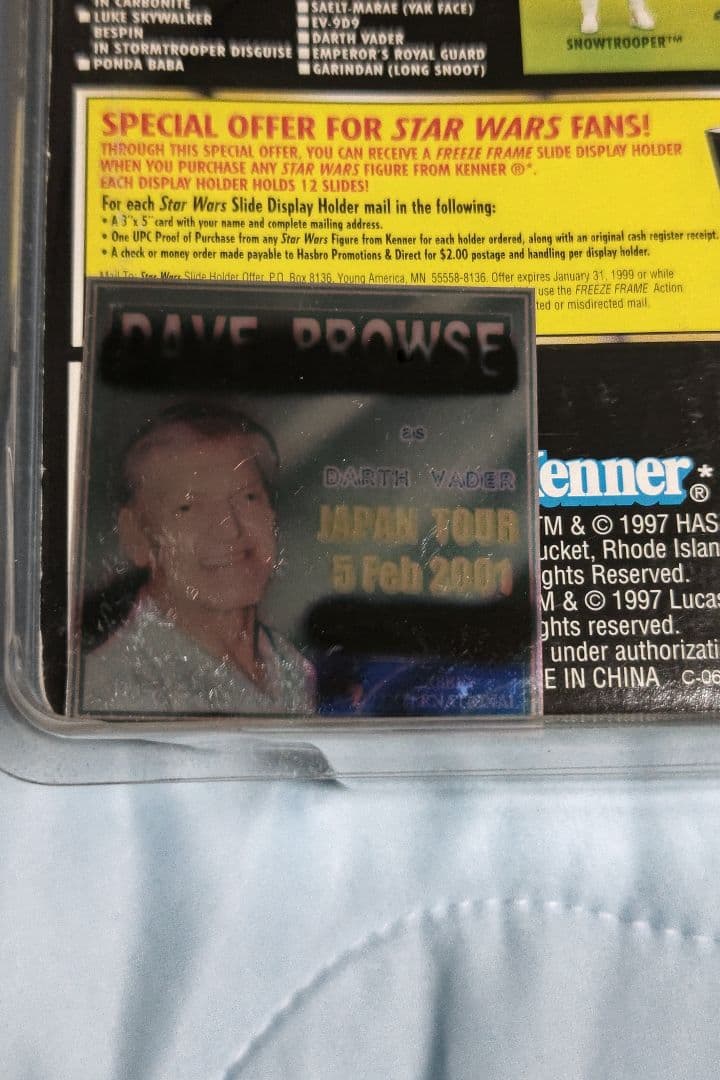 IN CARBONITE
LUKE SKYWALKER
BESPIN
IN STORMTROOPER DISGUISE
PONDA BABA
SAELT-MARAE (YAK FACE)
EV-9D9
DARTH VADER
EMPEROR'S ROYAL GUARD
GARINDAN (LONG SNOOT)
SNOWTROOPER™
SPECIAL OFFER FOR STAR WARS FANS!
THROUGH THIS SPECIAL OFFER, YOU CAN RECEIVE A FREEZE FRAME SLIDE DISPLAY HOLDER
WHEN YOU PURCHASE ANY STAR WARS FIGURE FROM KENNER ®*.
EACH DISPLAY HOLDER HOLDS 12 SLIDES!
For each Star Wars Slide Display Holder mail in the following:
• A 3"x 5" card with your name and complete mailing address.
• One UPC Proof of Purchase from any Star Wars Figure from Kenner for each holder ordered, along with an original cash register receipt.
• A check or money order made payable to Hasbro Promotions & Direct for $2.00 postage and handling per display holder.
Mail To: Star Wars Slide Holder Offer, P.O. Box 8136, Young America, MN 55558-8136. Offer expires January 31, 1999 or while
use the FREEZE FRAME Action
ted or misdirected mail.
DAVE PROWSE
as
DARTH VADER
JAPAN TOUR
5 Feb 2001
Kenner*®
TM & © 1997 HAS
ucket, Rhode Islan
ghts Reserved.
M & © 1997 Lucas
ghts reserved.
under authorizati
E IN CHINA C-06